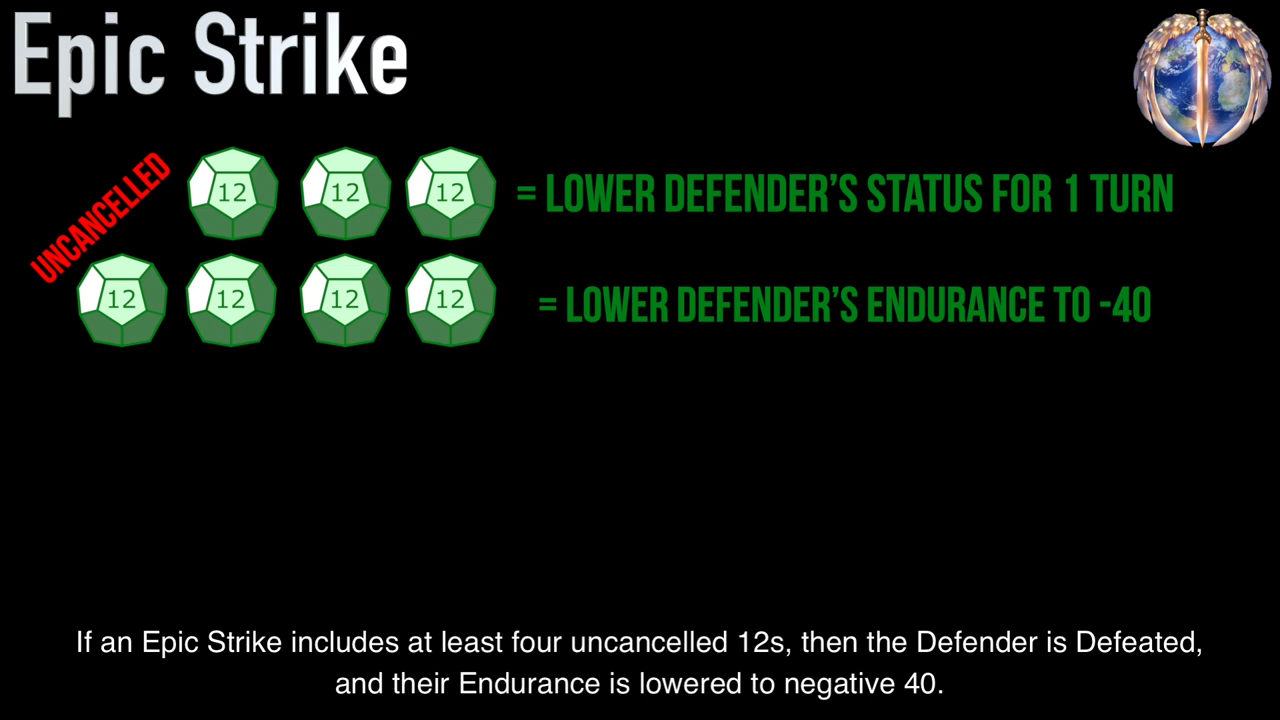 Epic Strike
UNCANCELLED
12 12 12 = LOWER DEFENDER’S STATUS FOR 1 TURN
12 12 12 12 = LOWER DEFENDER’S ENDURANCE TO -40
If an Epic Strike includes at least four uncancelled 12s, then the Defender is Defeated,
and their Endurance is lowered to negative 40.